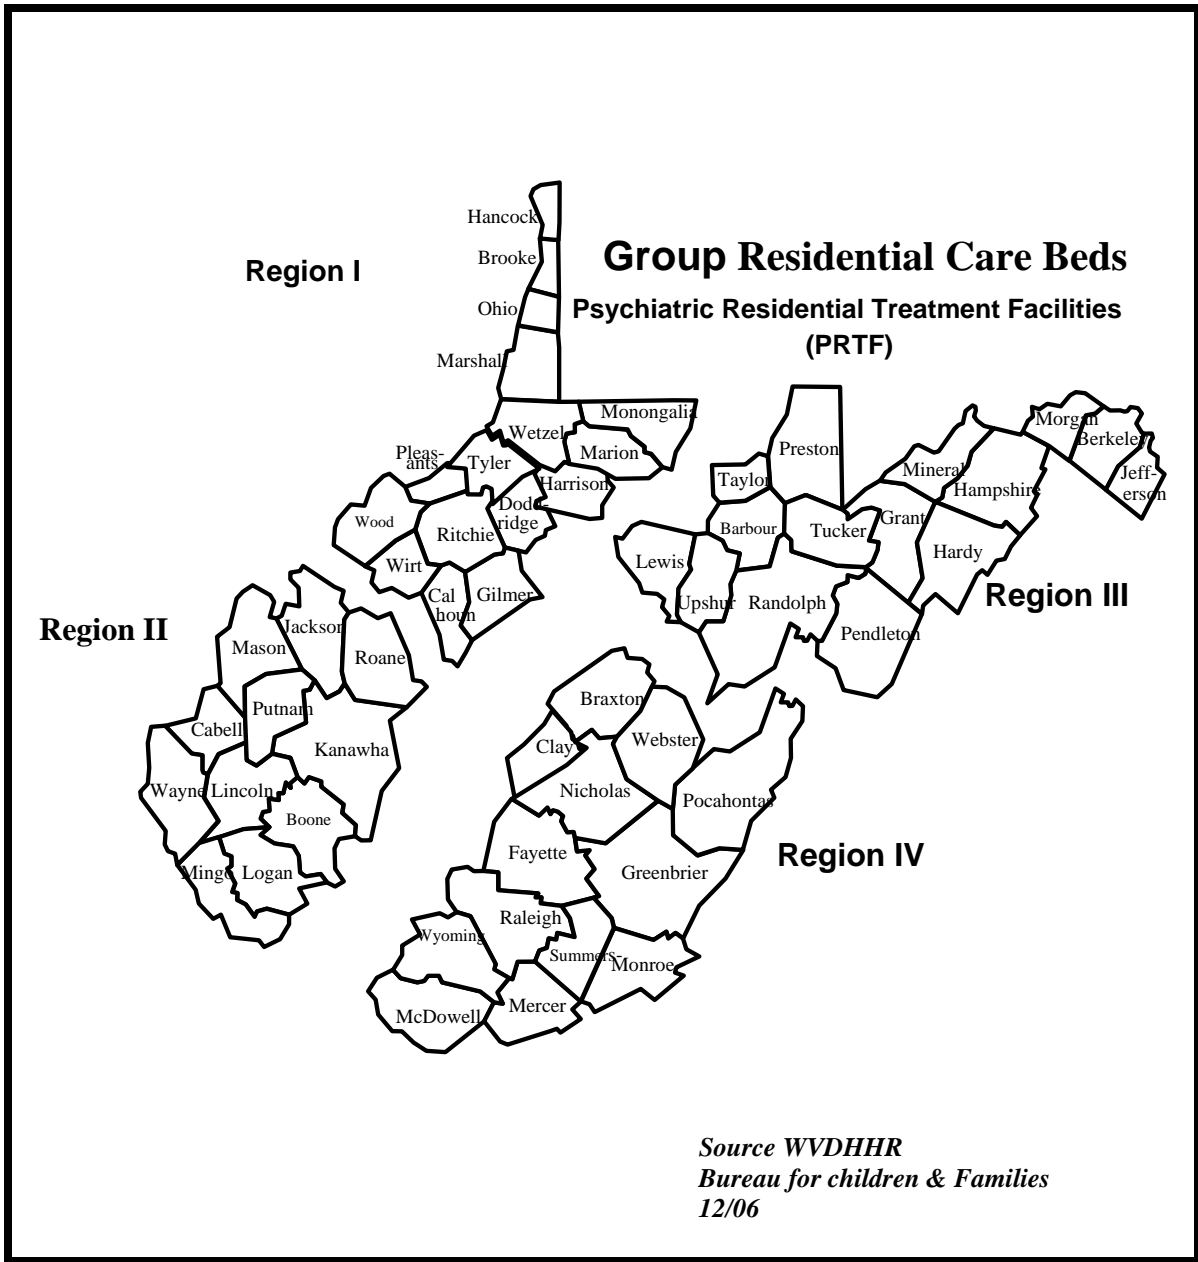 Hancock
Group Residential Care Beds
Brooke
Region I
Ohio
Psychiatric Residential Treatment Facilities
(PRTF)
Marshall
Monongalia
Wetzel
Marion
Pleas-
ants
Tyler
Harrison
Dodd-
ridge
Wood
Ritchie
Wirt
Cal
houn
Gilmer
Morgan
Berkeley
Jeff-
erson
Preston
Mineral
Hampshire
Taylor
Grant
Barbour
Tucker
Hardy
Lewis
Upshur
Randolph
Region III
Pendleton
Region II
Jackson
Mason
Roane
Putnam
Cabell
Kanawha
Wayne
Lincoln
Boone
Mingo
Logan
Braxton
Webster
Clay
Nicholas
Pocahontas
Region IV
Fayette
Greenbrier
Raleigh
Wyoming
Summers-
Monroe
Mercer
McDowell
Source WVDHHR
Bureau for children & Families
12/06